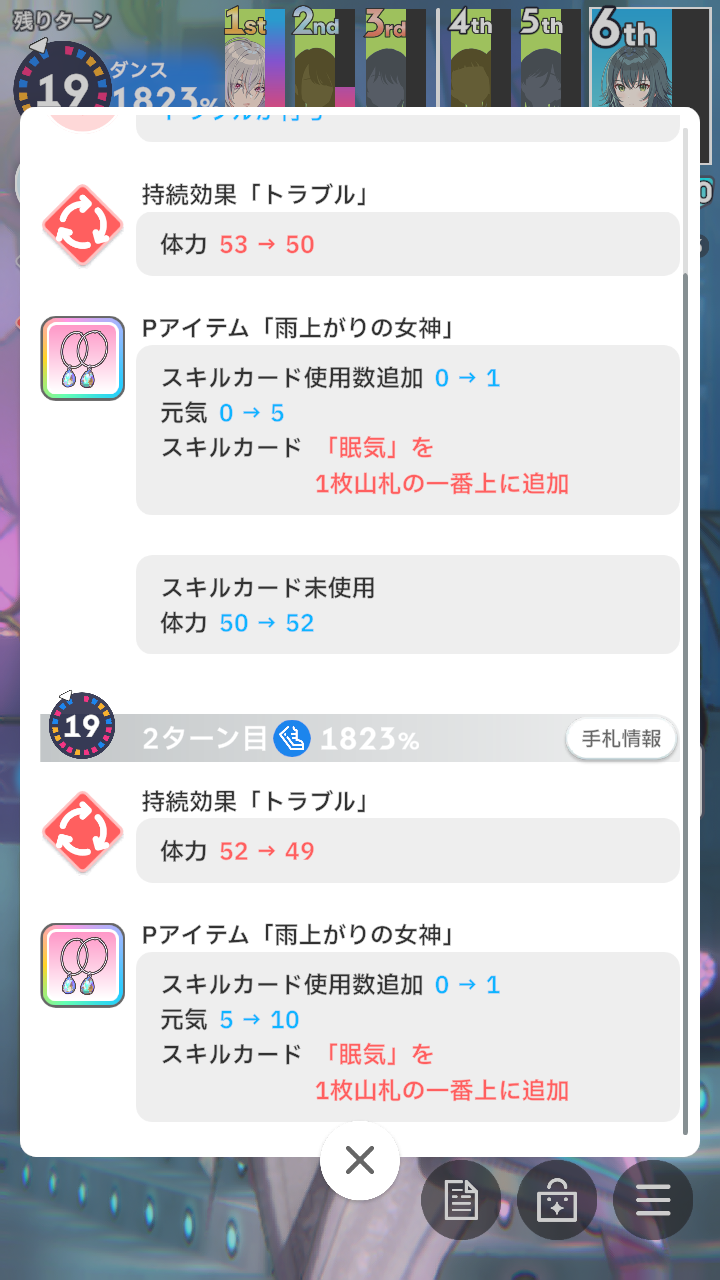 残りターン
19
ダンス
1823%
1st
2nd
3rd
4th
5th
6th
持続効果「トラブル」
体力 53 → 50
Pアイテム「雨上がりの女神」
スキルカード使用数追加 0 → 1
元気 0 → 5
スキルカード 「眠気」を
1枚山札の一番上に追加
スキルカード未使用
体力 50 → 52
19
2ターン目 1823%
手札情報
持続効果「トラブル」
体力 52 → 49
Pアイテム「雨上がりの女神」
スキルカード使用数追加 0 → 1
元気 5 → 10
スキルカード 「眠気」を
1枚山札の一番上に追加